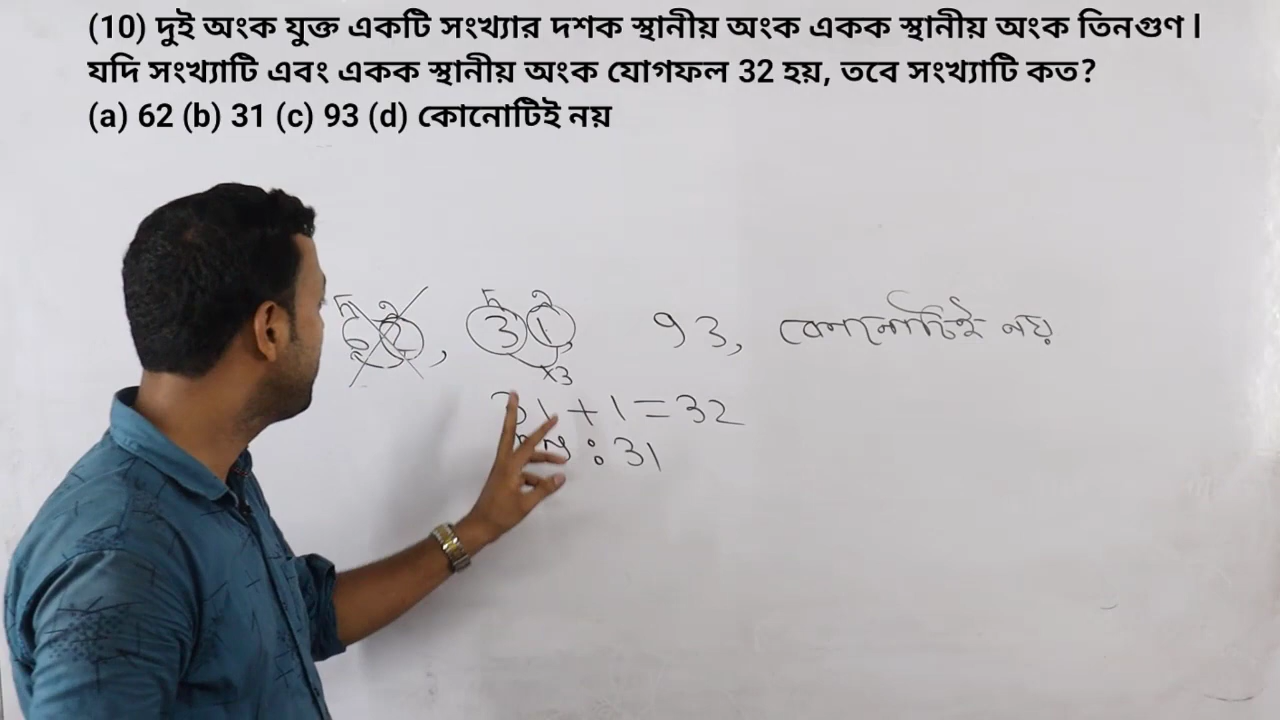 (10) দুই অংক যুক্ত একটি সংখ্যার দশক স্থানীয় অংক একক স্থানীয় অংক তিনগুণ।
যদি সংখ্যাটি এবং একক স্থানীয় অংক যোগফল 32 হয়, তবে সংখ্যাটি কত?
(a) 62 (b) 31 (c) 93 (d) কোনোটিই নয়
62, 31 93, কোনোটিই নয়
×3
31 + 1 = 32
: 31